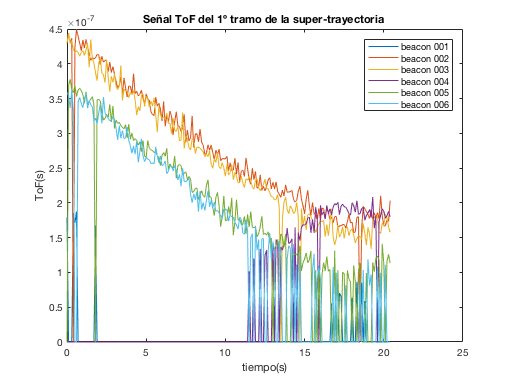 Señal ToF del 1º tramo de la super-trayectoria
×10⁻⁷
4.5
4
3.5
3
2.5
2
1.5
1
0.5
0
ToF(s)
0 5 10 15 20 25
tiempo(s)
beacon 001
beacon 002
beacon 003
beacon 004
beacon 005
beacon 006